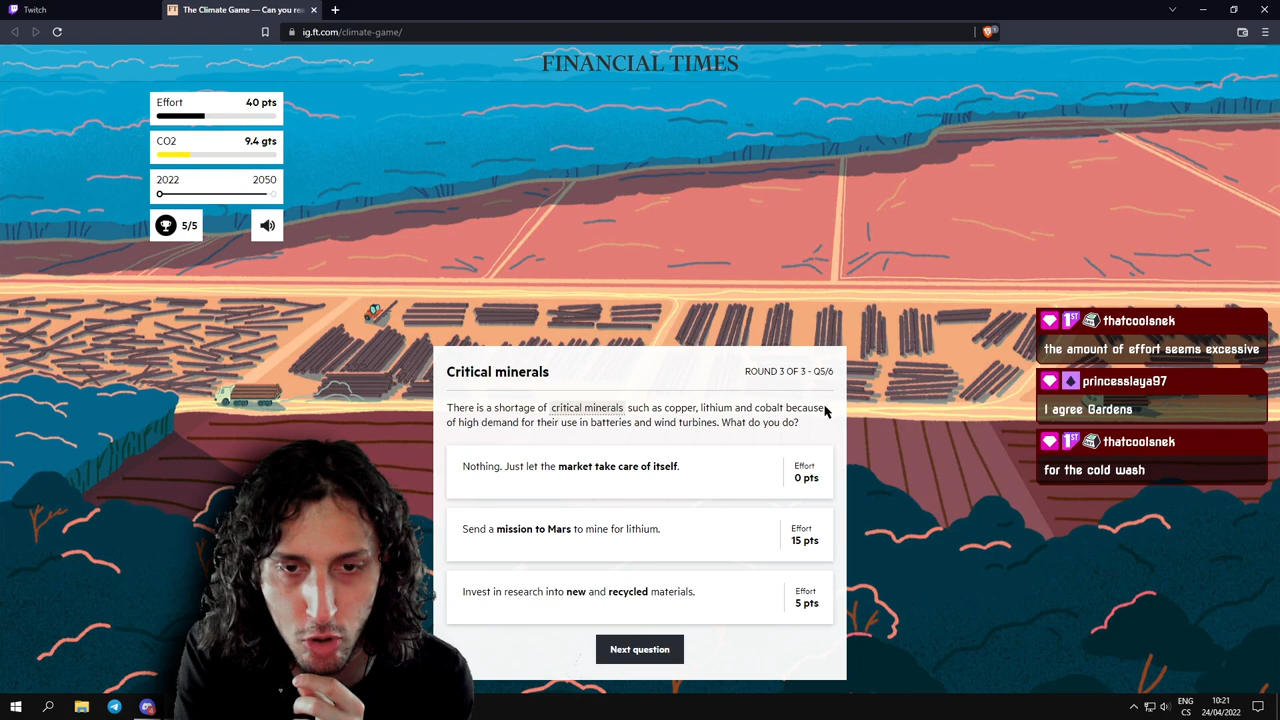 Twitch
The Climate Game — Can you rea
ig.ft.com/climate-game/
FINANCIAL TIMES
Effort 40 pts
CO2 9.4 gts
2022 2050
5/5
Critical minerals ROUND 3 OF 3 - Q5/6
There is a shortage of critical minerals such as copper, lithium and cobalt because
of high demand for their use in batteries and wind turbines. What do you do?
Nothing. Just let the market take care of itself.
Effort
0 pts
Send a mission to Mars to mine for lithium.
Effort
15 pts
Invest in research into new and recycled materials.
Effort
5 pts
Next question
1ST thatcoolsnek
the amount of effort seems excessive
princesslaya97
I agree Gardens
1ST thatcoolsnek
for the cold wash
ENG
CS
10:21
24/04/2022